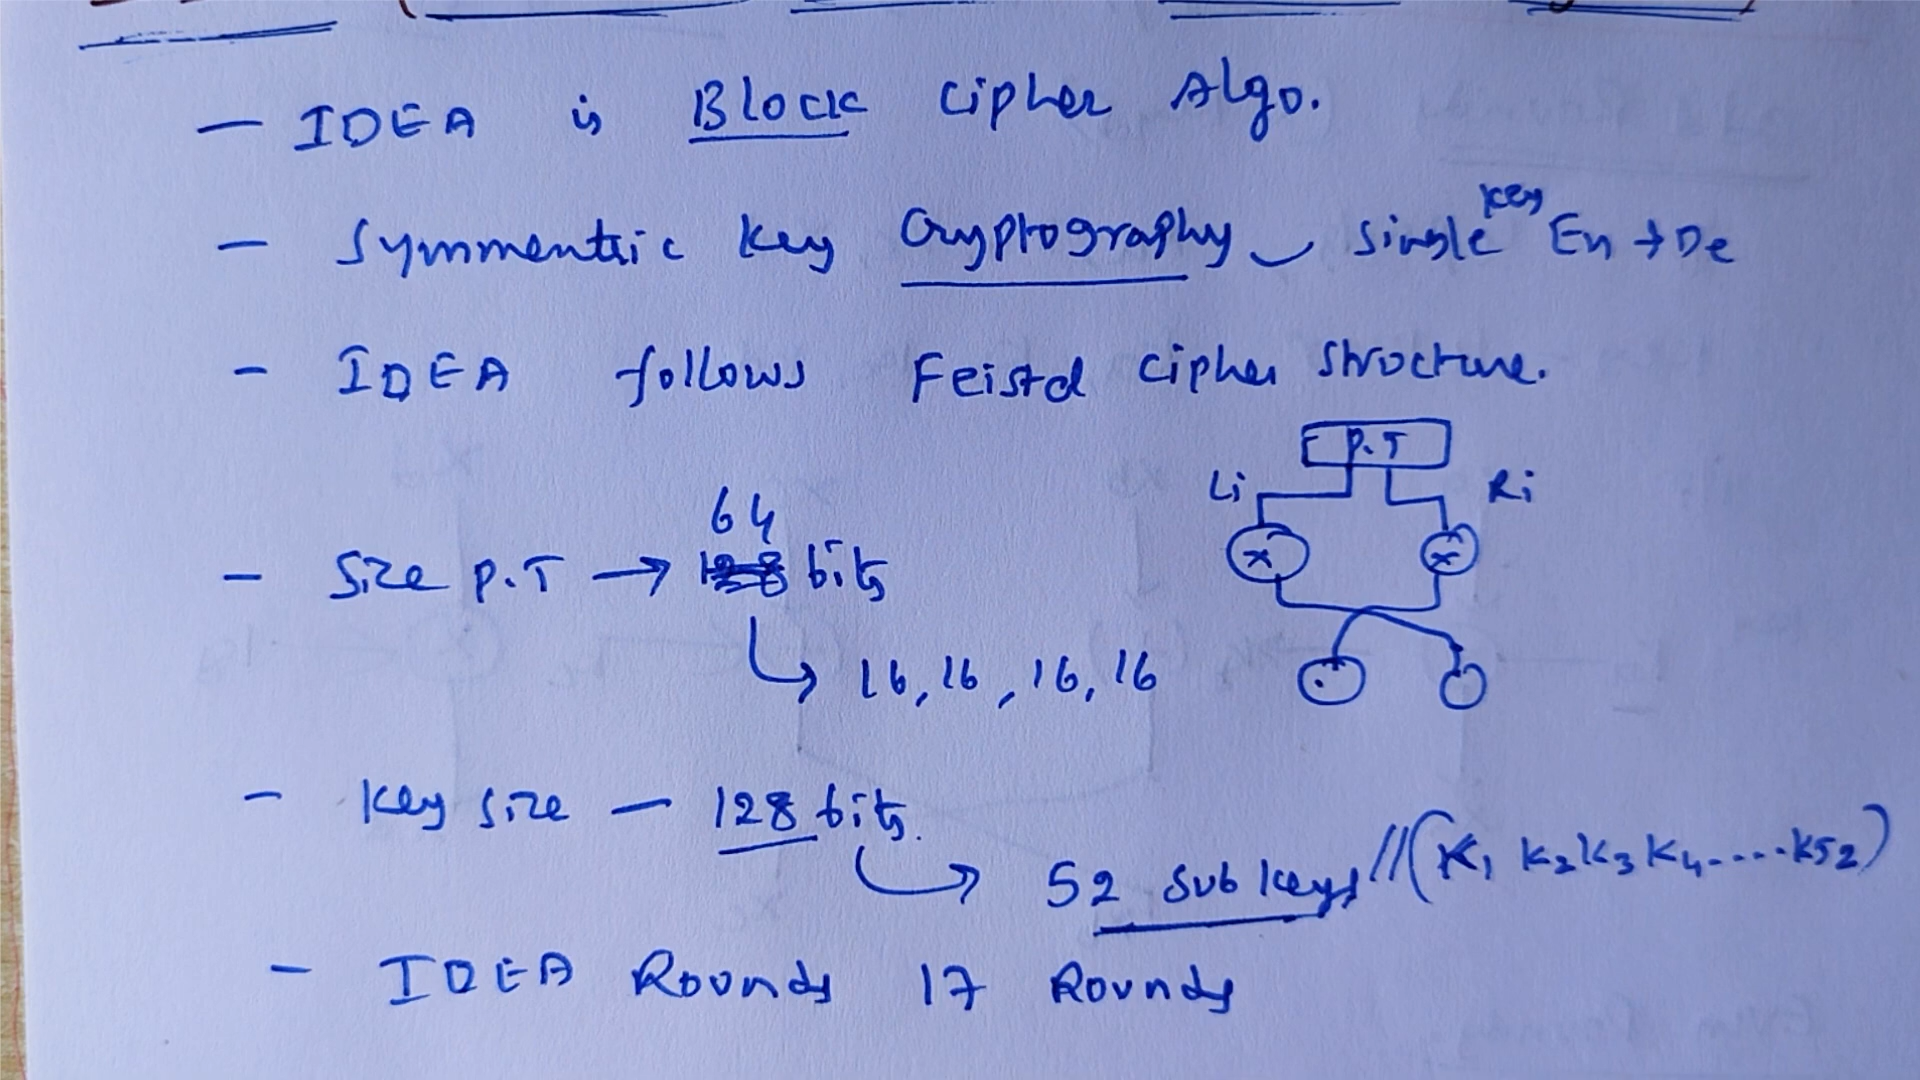 - IDEA is Block Cipher Algo.
- Symmentric Key Cryptography - Single key En + De
- IDEA follows Feistel Cipher Structure.
P.T
Li Ri
- Size P.T → 64 bits
16, 16, 16, 16
- Key size - 128 bits.
→ 52 sub keys // (K1 K2 K3 K4-....K52)
- IDEA Rounds 17 Rounds